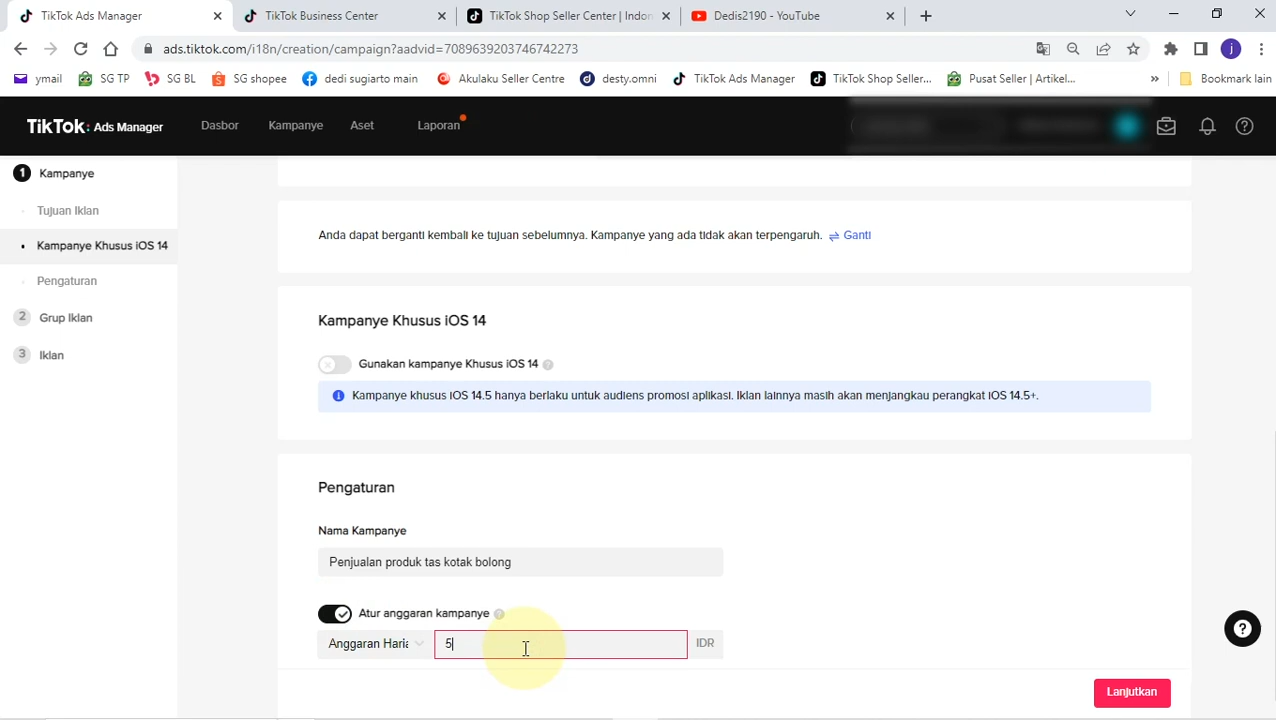 TikTok Ads Manager
TikTok Business Center
TikTok Shop Seller Center | Indon
Dedis2190 - YouTube
ads.tiktok.com/i18n/creation/campaign?aadvid=7089639203746742273
j
ymail
SG TP
SG BL
SG shopee
dedi sugiarto main
Akulaku Seller Centre
desty.omni
TikTok Ads Manager
TikTok Shop Seller...
Pusat Seller | Artikel...
»
Bookmark lain
TikTok: Ads Manager
Dasbor
Kampanye
Aset
Laporan
1 Kampanye
Tujuan Iklan
Kampanye Khusus iOS 14
Pengaturan
2 Grup Iklan
3 Iklan
Anda dapat berganti kembali ke tujuan sebelumnya. Kampanye yang ada tidak akan terpengaruh. Ganti
Kampanye Khusus iOS 14
Gunakan kampanye Khusus iOS 14 ?
Kampanye khusus iOS 14.5 hanya berlaku untuk audiens promosi aplikasi. Iklan lainnya masih akan menjangkau perangkat iOS 14.5+.
Pengaturan
Nama Kampanye
Penjualan produk tas kotak bolong
Atur anggaran kampanye ?
Anggaran Haria
5
IDR
Lanjutkan